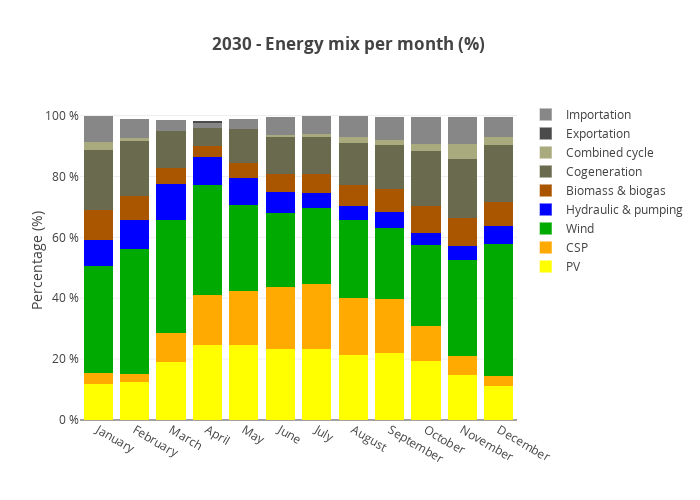 2030 - Energy mix per month (%)
100 %
80 %
60 %
40 %
20 %
0 %
Percentage (%)
January
February
March
April
May
June
July
August
September
October
November
December
Importation
Exportation
Combined cycle
Cogeneration
Biomass & biogas
Hydraulic & pumping
Wind
CSP
PV